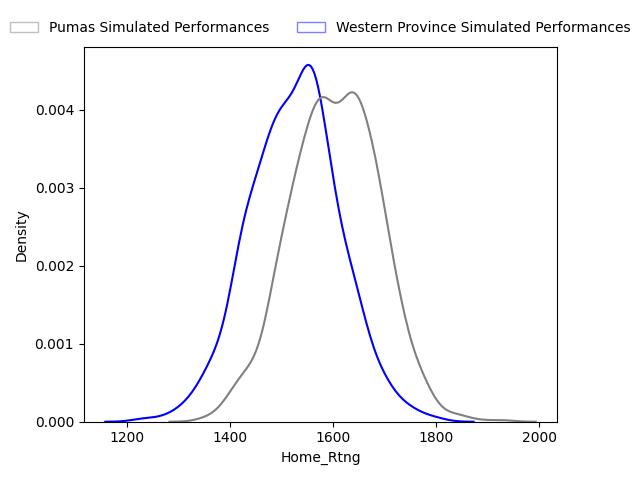 Pumas Simulated Performances
Western Province Simulated Performances
0.004
0.003
0.002
0.001
0.000
Density
1200
1400
1600
1800
2000
Home_Rtng